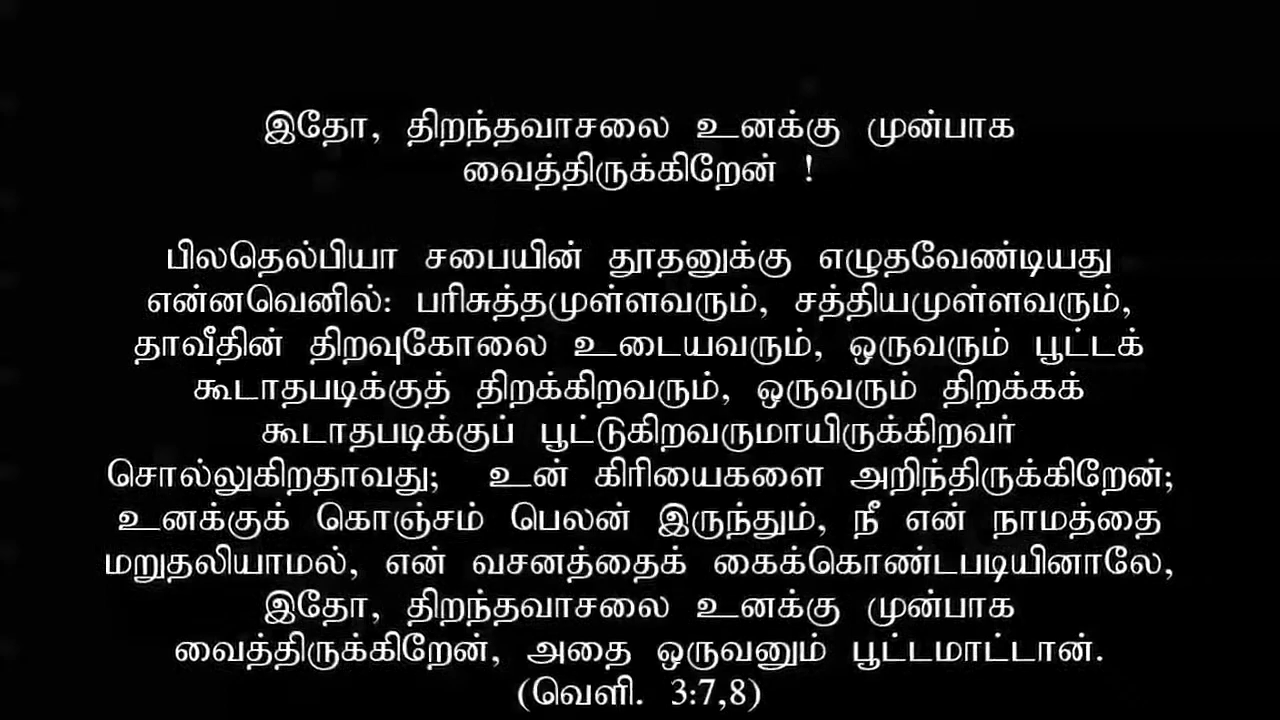 இதோ, திறந்தவாசலை உனக்கு முன்பாக
வைத்திருக்கிறேன் !
பிலதெல்பியா சபையின் தூதனுக்கு எழுதவேண்டியது
என்னவெனில்: பரிசுத்தமுள்ளவரும், சத்தியமுள்ளவரும்,
தாவீதின் திறவுகோலை உடையவரும், ஒருவரும் பூட்டக்
கூடாதபடிக்குத் திறக்கிறவரும், ஒருவரும் திறக்கக்
கூடாதபடிக்குப் பூட்டுகிறவருமாயிருக்கிறவர்
சொல்லுகிறதாவது; உன் கிரியைகளை அறிந்திருக்கிறேன்;
உனக்குக் கொஞ்சம் பெலன் இருந்தும், நீ என் நாமத்தை
மறுதலியாமல், என் வசனத்தைக் கைக்கொண்டபடியினாலே,
இதோ, திறந்தவாசலை உனக்கு முன்பாக
வைத்திருக்கிறேன், அதை ஒருவனும் பூட்டமாட்டான்.
(வெளி. 3:7,8)